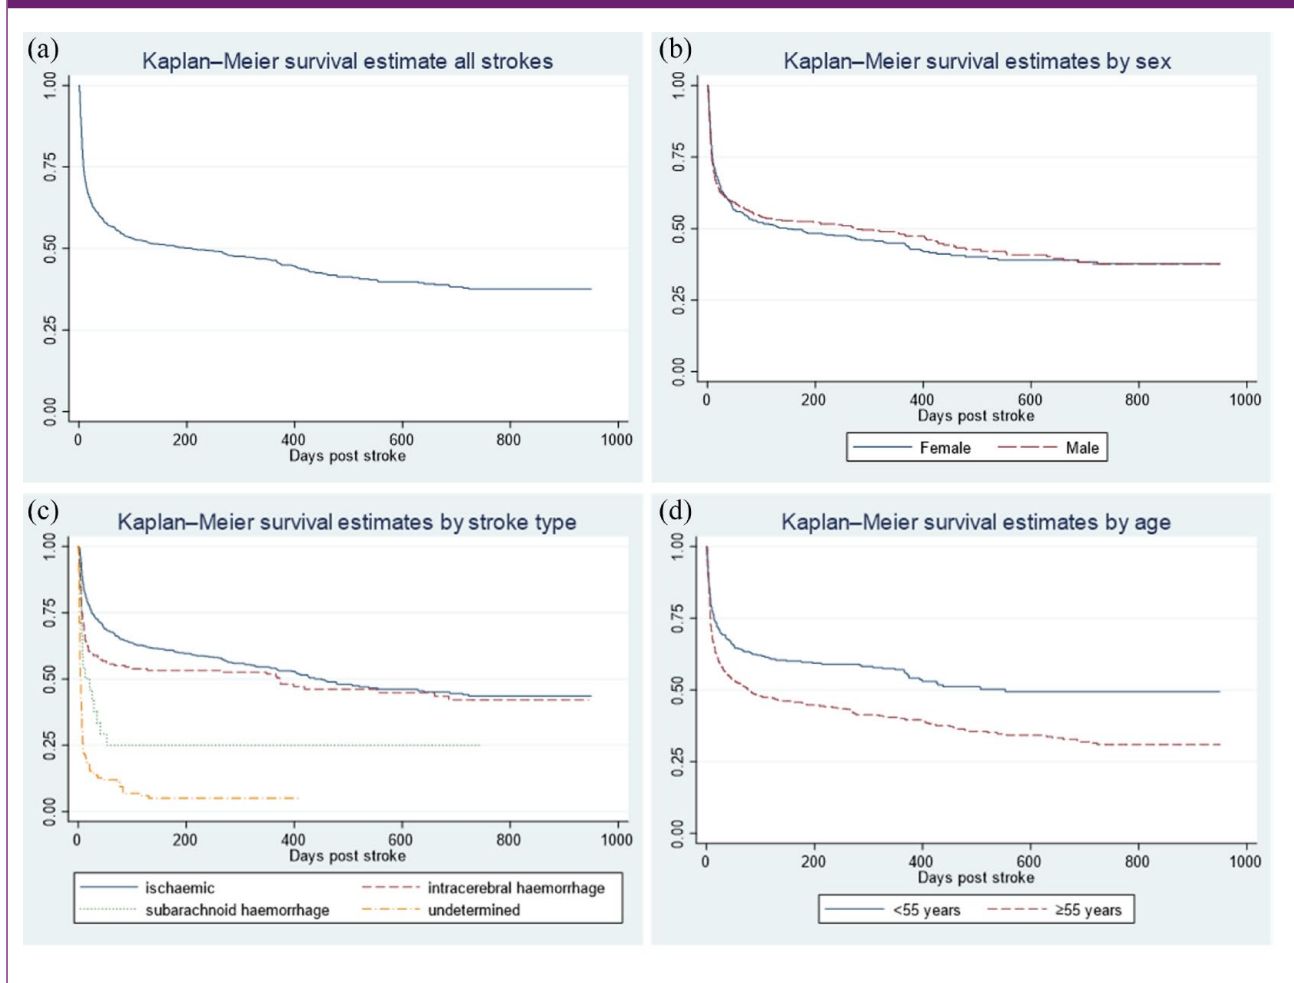 (a)
Kaplan–Meier survival estimate all strokes
1.00
0.75
0.50
0.25
0.00
0 200 400 600 800 1000
Days post stroke
(b)
Kaplan–Meier survival estimates by sex
1.00
0.75
0.50
0.25
0.00
0 200 400 600 800 1000
Days post stroke
Female Male
(c)
Kaplan–Meier survival estimates by stroke type
1.00
0.75
0.50
0.25
0.00
0 200 400 600 800 1000
Days post stroke
ischaemic intracerebral haemorrhage
subarachnoid haemorrhage undetermined
(d)
Kaplan–Meier survival estimates by age
1.00
0.75
0.50
0.25
0.00
0 200 400 600 800 1000
Days post stroke
<55 years ≥55 years